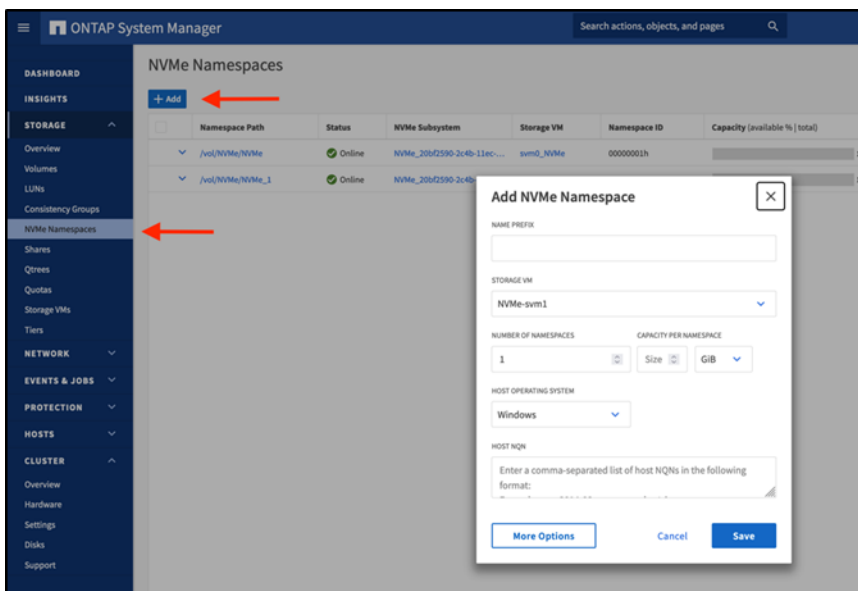 ONTAP System Manager
Search actions, objects, and pages
DASHBOARD
INSIGHTS
STORAGE
Overview
Volumes
LUNs
Consistency Groups
NVMe Namespaces
Shares
Qtrees
Quotas
Storage VMs
Tiers
NETWORK
EVENTS & JOBS
PROTECTION
HOSTS
CLUSTER
Overview
Hardware
Settings
Disks
Support
NVMe Namespaces
+ Add
Namespace Path Status NVMe Subsystem Storage VM Namespace ID Capacity (available % | total)
/vol/NVMe/NVMe Online NVMe_20bf2590-2c4b-11ec-... svm0_NVMe 00000001h
/vol/NVMe/NVMe_1 Online NVMe_20bf2590-2c4b-
Add NVMe Namespace
NAME PREFIX
STORAGE VM
NVMe-svm1
NUMBER OF NAMESPACES CAPACITY PER NAMESPACE
1 Size GiB
HOST OPERATING SYSTEM
Windows
HOST NQN
Enter a comma-separated list of host NQNs in the following
format:
More Options Cancel Save